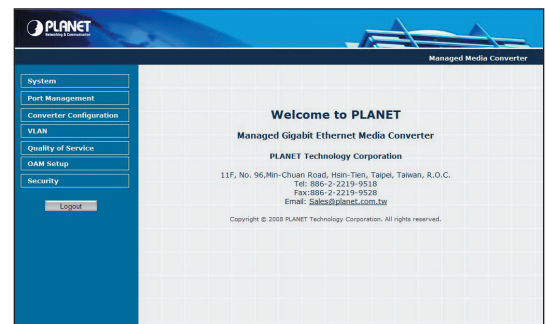 PLANET
Networking & Communication
Managed Media Converter
System
Port Management
Converter Configuration
VLAN
Quality of Service
OAM Setup
Security
Logout
Welcome to PLANET
Managed Gigabit Ethernet Media Converter
PLANET Technology Corporation
11F, No. 96,Min-Chuan Road, Hsin-Tien, Taipei, Taiwan, R.O.C.
Tel: 886-2-2219-9518
Fax:886-2-2219-9528
Email: Sales@planet.com.tw
Copyright © 2008 PLANET Technology Corporation. All rights reserved.